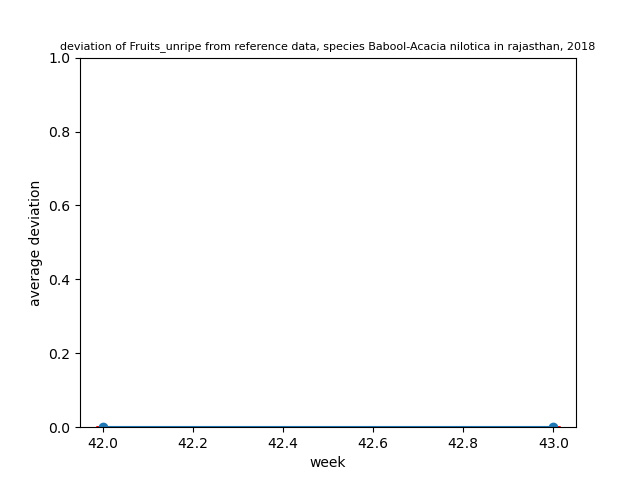 deviation of Fruits_unripe from reference data, species Babool-Acacia nilotica in rajasthan, 2018
1.0
0.8
0.6
0.4
0.2
0.0
average deviation
42.0 42.2 42.4 42.6 42.8 43.0
week